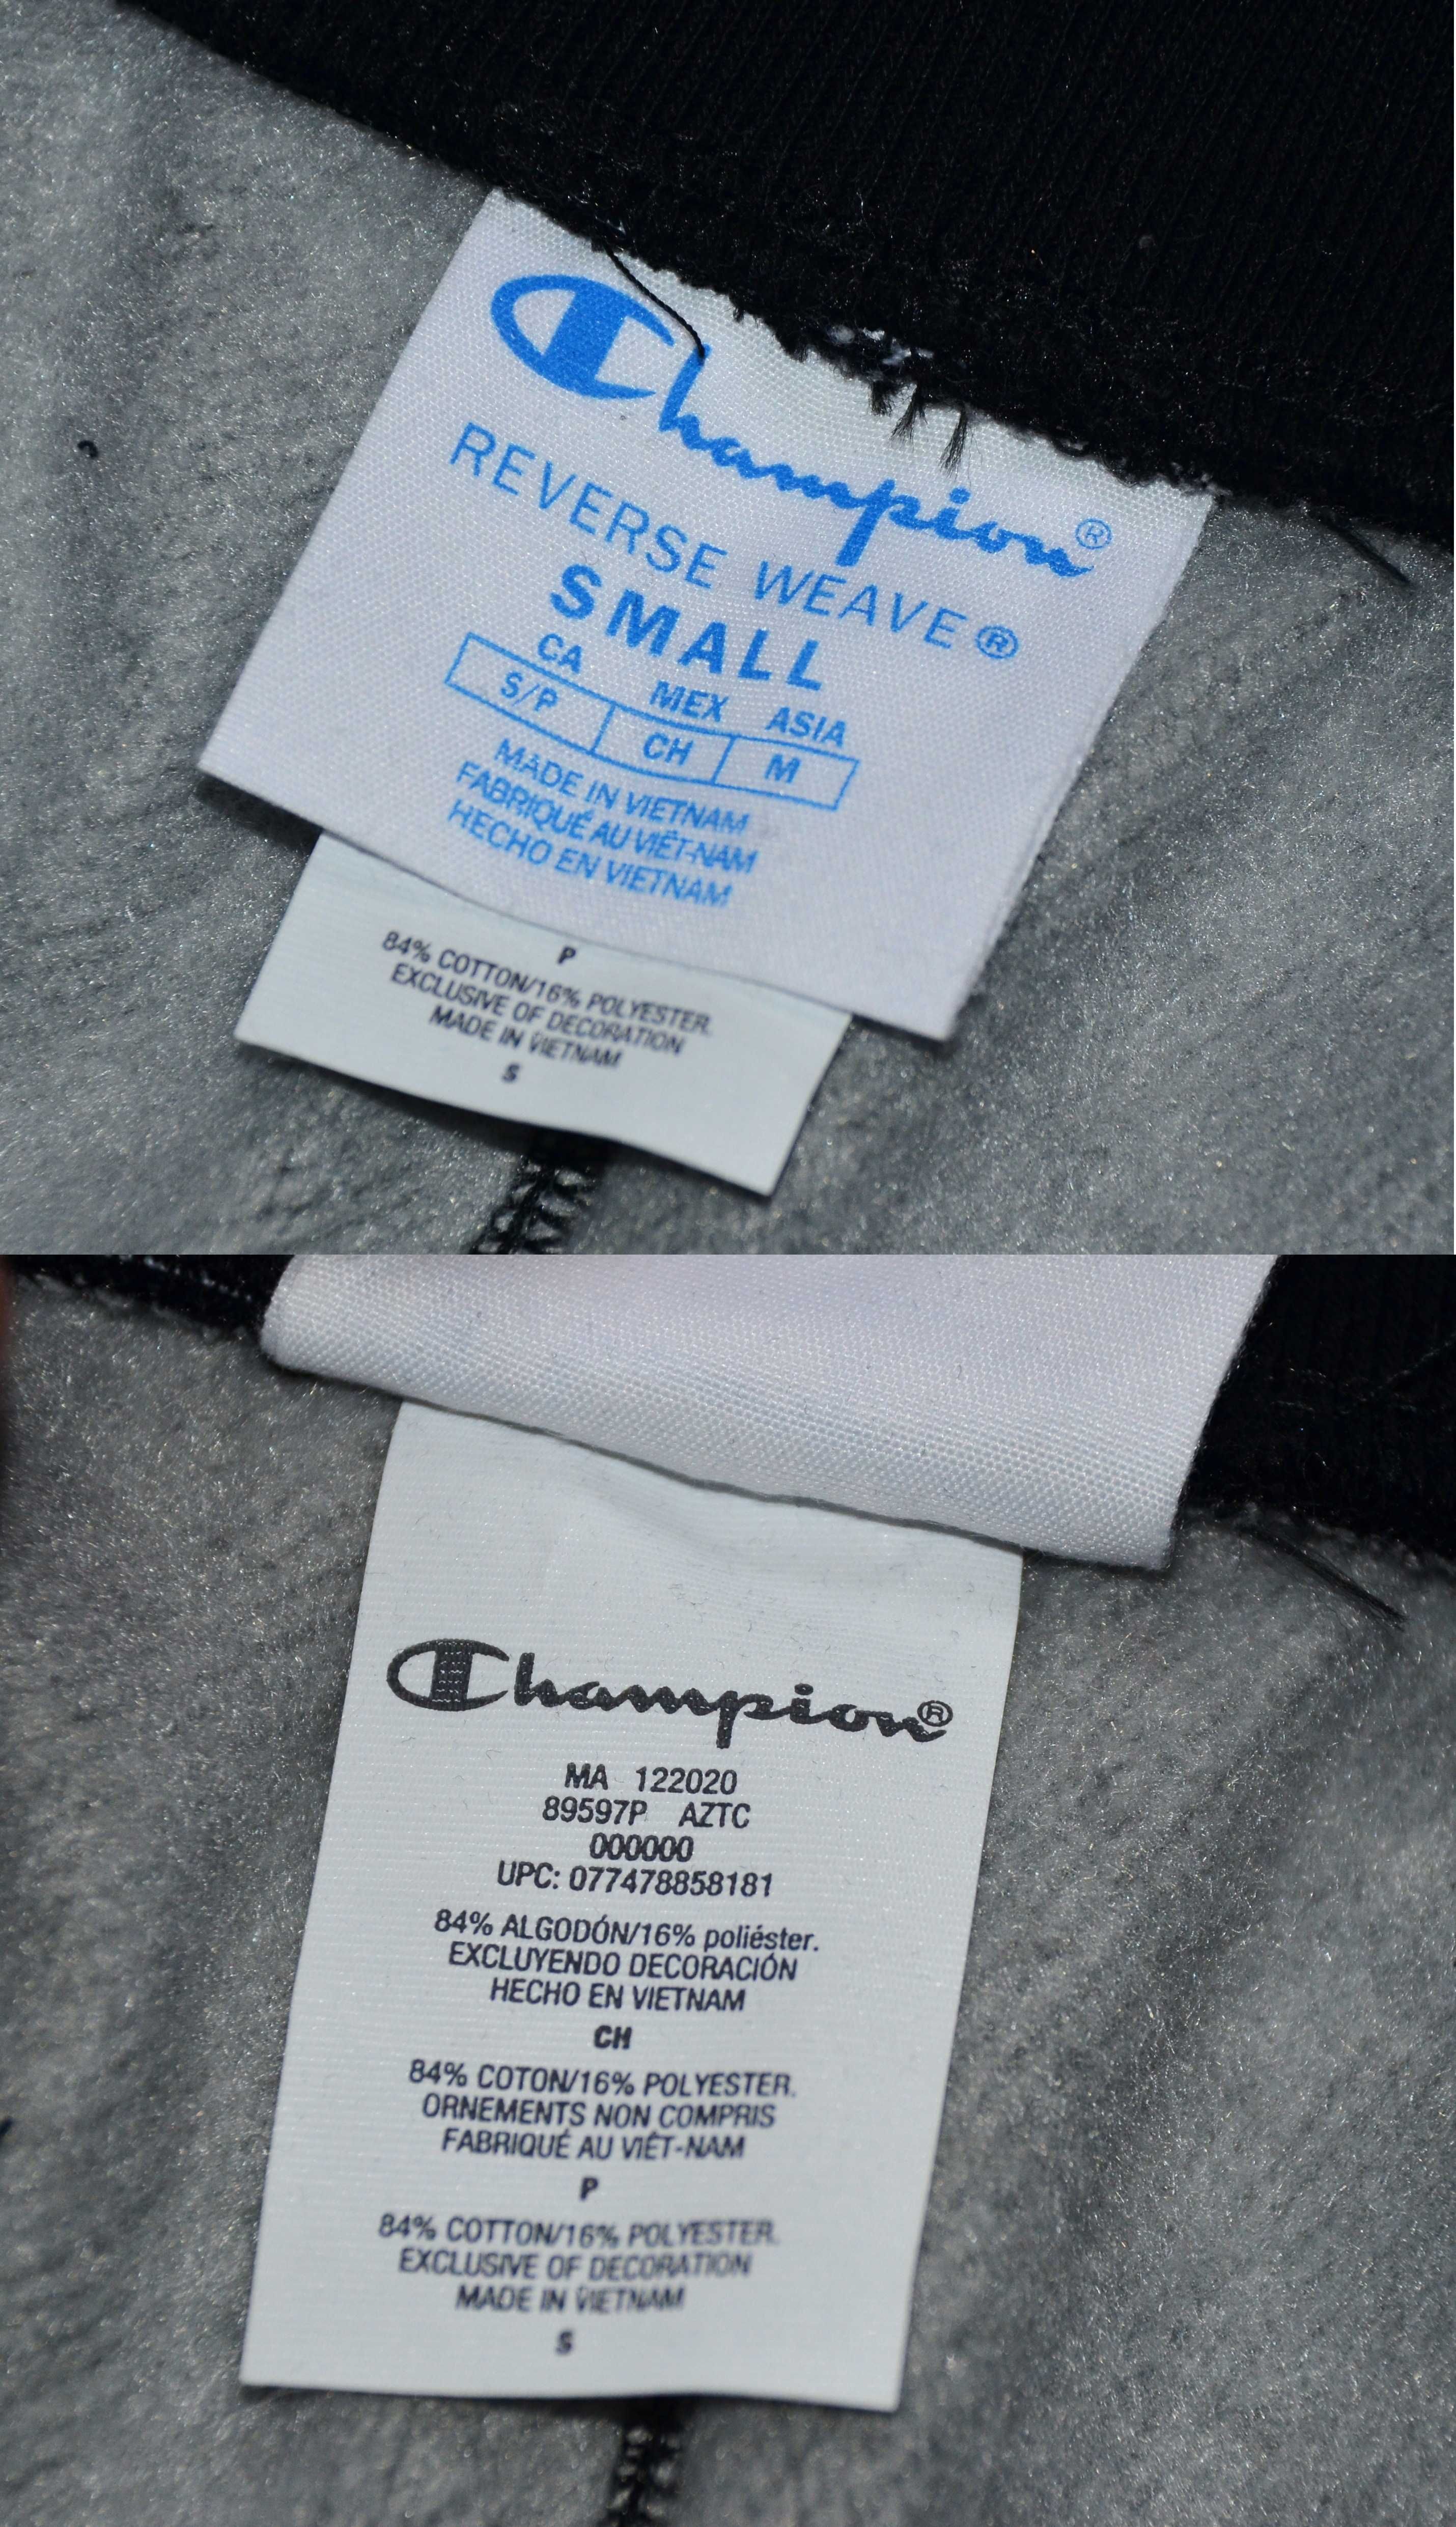 Champion®
REVERSE WEAVE®
SMALL
CA MEX ASIA
S/P CH M
MADE IN VIETNAM
FABRIQUÉ AU VIÊT-NAM
HECHO EN VIETNAM
P
84% COTTON/16% POLYESTER.
EXCLUSIVE OF DECORATION
MADE IN VIETNAM
S
Champion®
MA 122020
89597P AZTC
000000
UPC: 077478858181
84% ALGODÓN/16% poliéster.
EXCLUYENDO DECORACIÓN
HECHO EN VIETNAM
CH
84% COTON/16% POLYESTER.
ORNEMENTS NON COMPRIS
FABRIQUÉ AU VIÊT-NAM
P
84% COTTON/16% POLYESTER.
EXCLUSIVE OF DECORATION
MADE IN VIETNAM
S